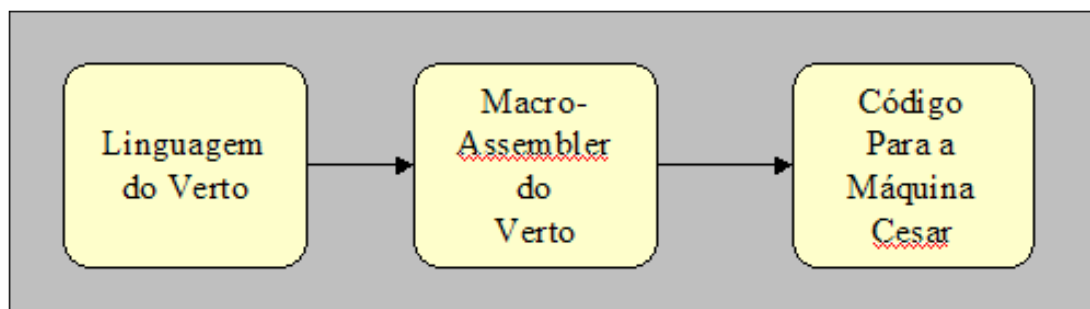 Linguagem
do Verto
Macro-
Assembler
do
Verto
Código
Para a
Máquina
Cesar